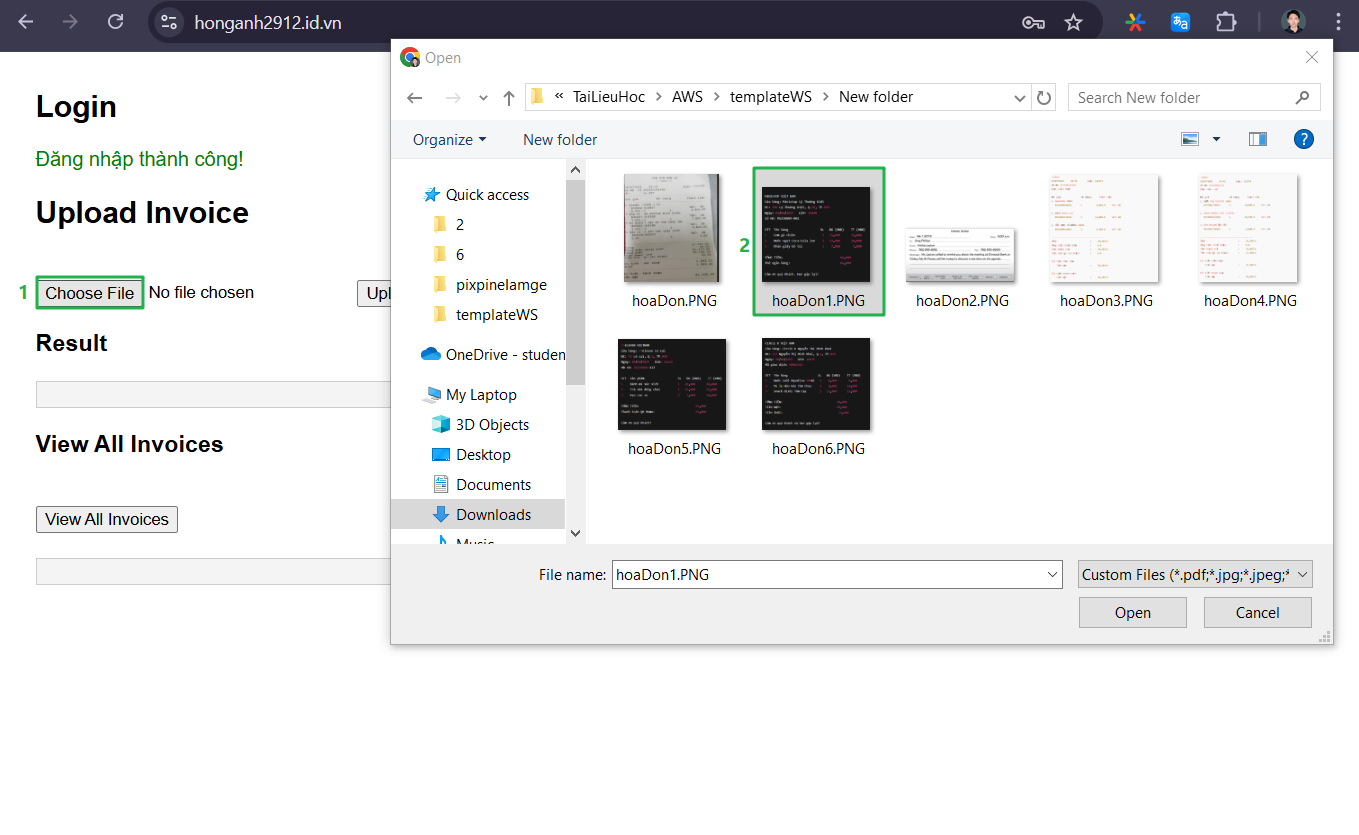 honganh2912.id.vn
Login
Đăng nhập thành công!
Upload Invoice
1
Choose File
No file chosen
Upl
Result
View All Invoices
View All Invoices
Open
« TaiLieuHoc > AWS > templateWS > New folder
Search New folder
Organize
New folder
?
Quick access
2
6
pixpinelamge
templateWS
OneDrive - studen
My Laptop
3D Objects
Desktop
Documents
Downloads
Music
2
hoaDon.PNG
hoaDon1.PNG
hoaDon2.PNG
hoaDon3.PNG
hoaDon4.PNG
hoaDon5.PNG
hoaDon6.PNG
File name:
hoaDon1.PNG
Custom Files (*.pdf;*.jpg;*.jpeg;*
Open
Cancel